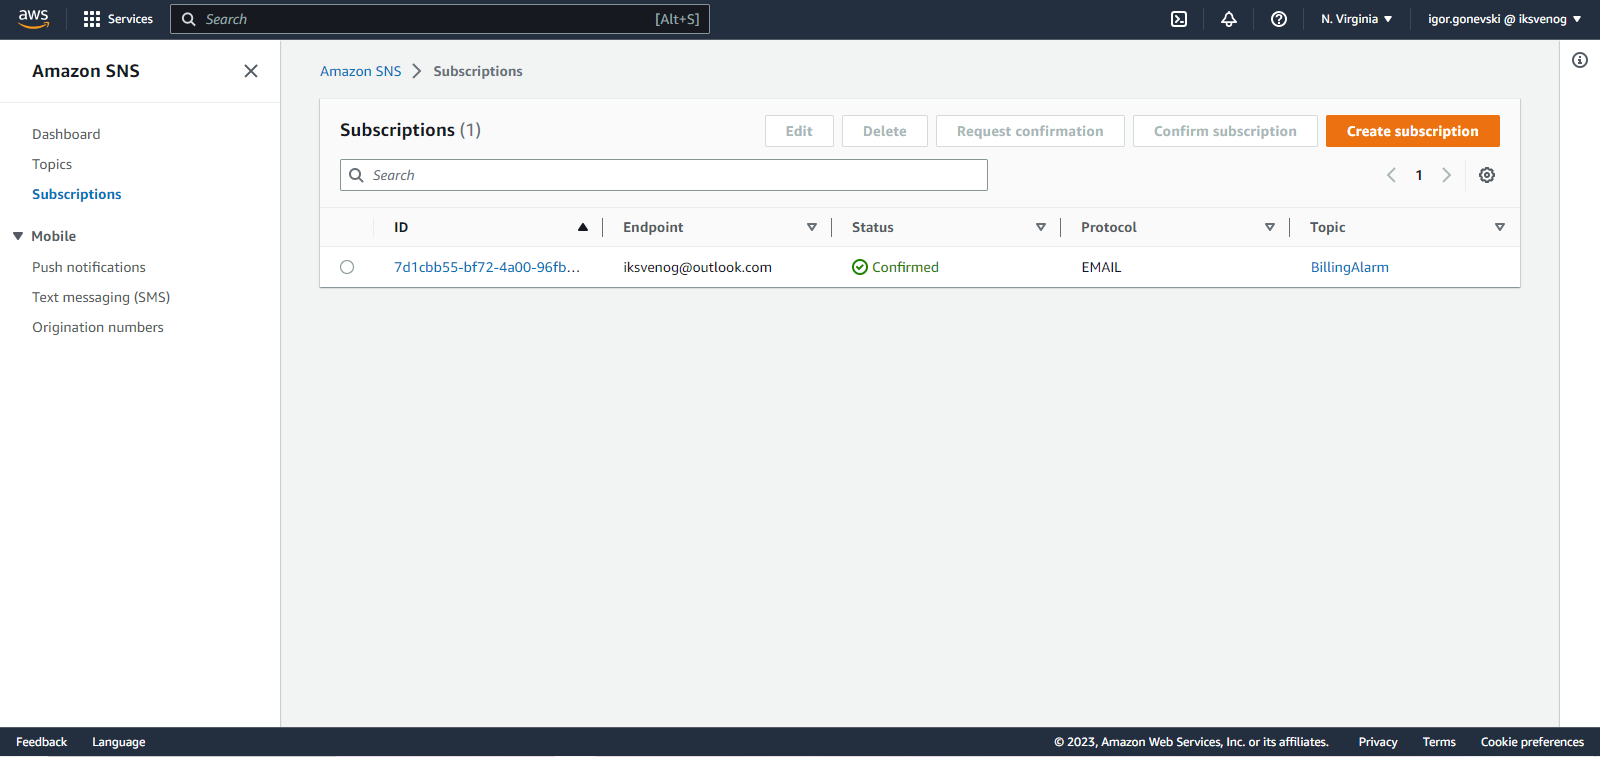 aws Services Search [Alt+S] N. Virginia igor.gonevski @ iksvenog
Amazon SNS
Dashboard
Topics
Subscriptions
Mobile
Push notifications
Text messaging (SMS)
Origination numbers
Amazon SNS Subscriptions
Subscriptions (1) Edit Delete Request confirmation Confirm subscription Create subscription
Search 1
ID Endpoint Status Protocol Topic
7d1cbb55-bf72-4a00-96fb... iksvenog@outlook.com Confirmed EMAIL BillingAlarm
Feedback Language © 2023, Amazon Web Services, Inc. or its affiliates. Privacy Terms Cookie preferences